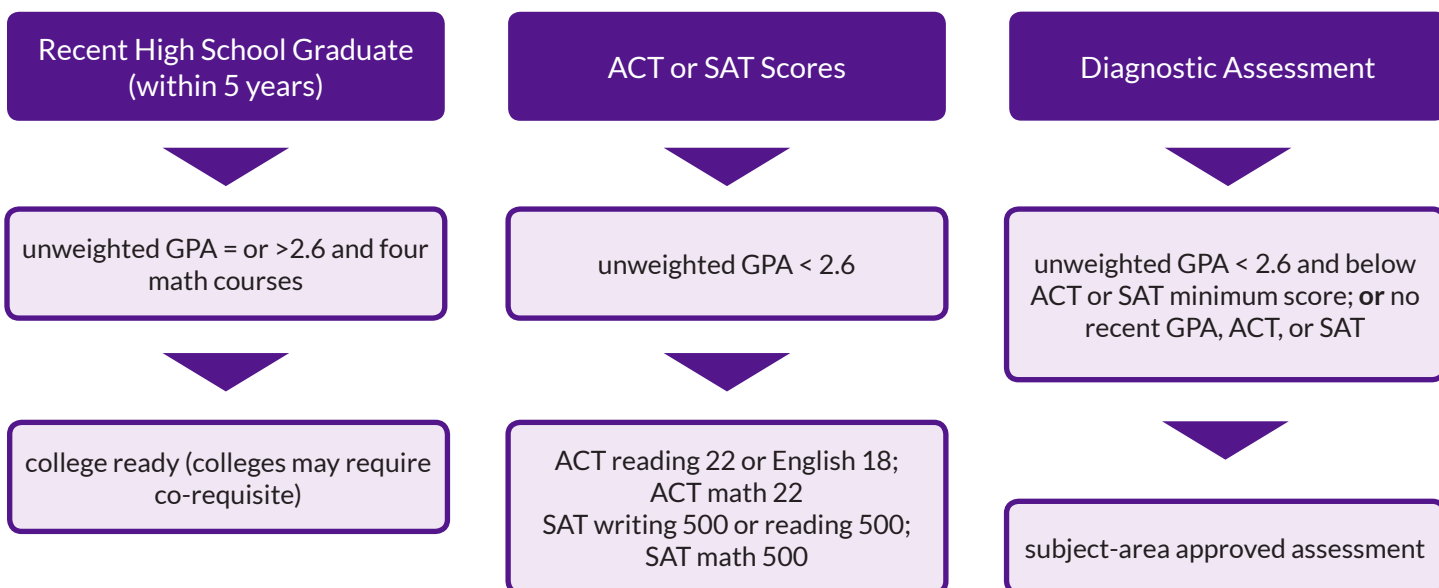 Recent High School Graduate
(within 5 years)
unweighted GPA = or >2.6 and four
math courses
college ready (colleges may require
co-requisite)
ACT or SAT Scores
unweighted GPA < 2.6
ACT reading 22 or English 18;
ACT math 22
SAT writing 500 or reading 500;
SAT math 500
Diagnostic Assessment
unweighted GPA < 2.6 and below
ACT or SAT minimum score; or no
recent GPA, ACT, or SAT
subject-area approved assessment